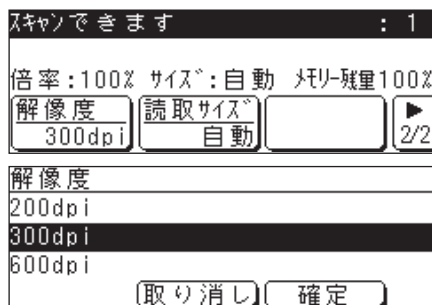 ｽｷｬﾝできます : 1
倍率:100% ｻｲｽﾞ:自動 ﾒﾓﾘｰ残量100%
解像度 読取ｻｲｽﾞ ▶
300dpi 自動 2/2
解像度
200dpi
300dpi
600dpi
取り消し 確定